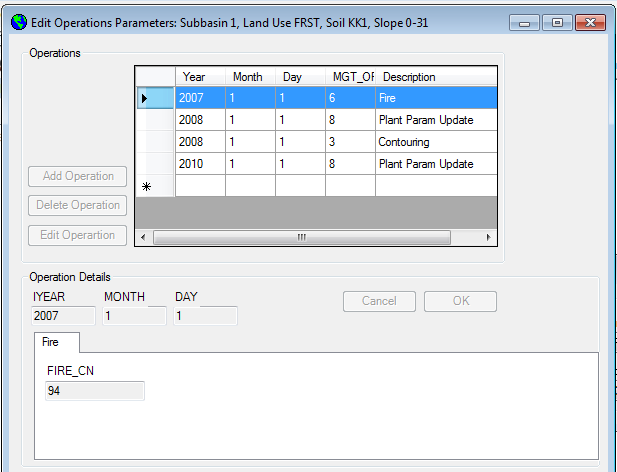 Edit Operations Parameters: Subbasin 1, Land Use FRST, Soil KK1, Slope 0-31
Operations
Year Month Day MGT_OF Description
2007 1 1 6 Fire
2008 1 1 8 Plant Param Update
2008 1 1 3 Contouring
2010 1 1 8 Plant Param Update
Add Operation
Delete Operation
Edit Operartion
Operation Details
IYEAR MONTH DAY
Cancel OK
2007 1 1
Fire
FIRE_CN
94